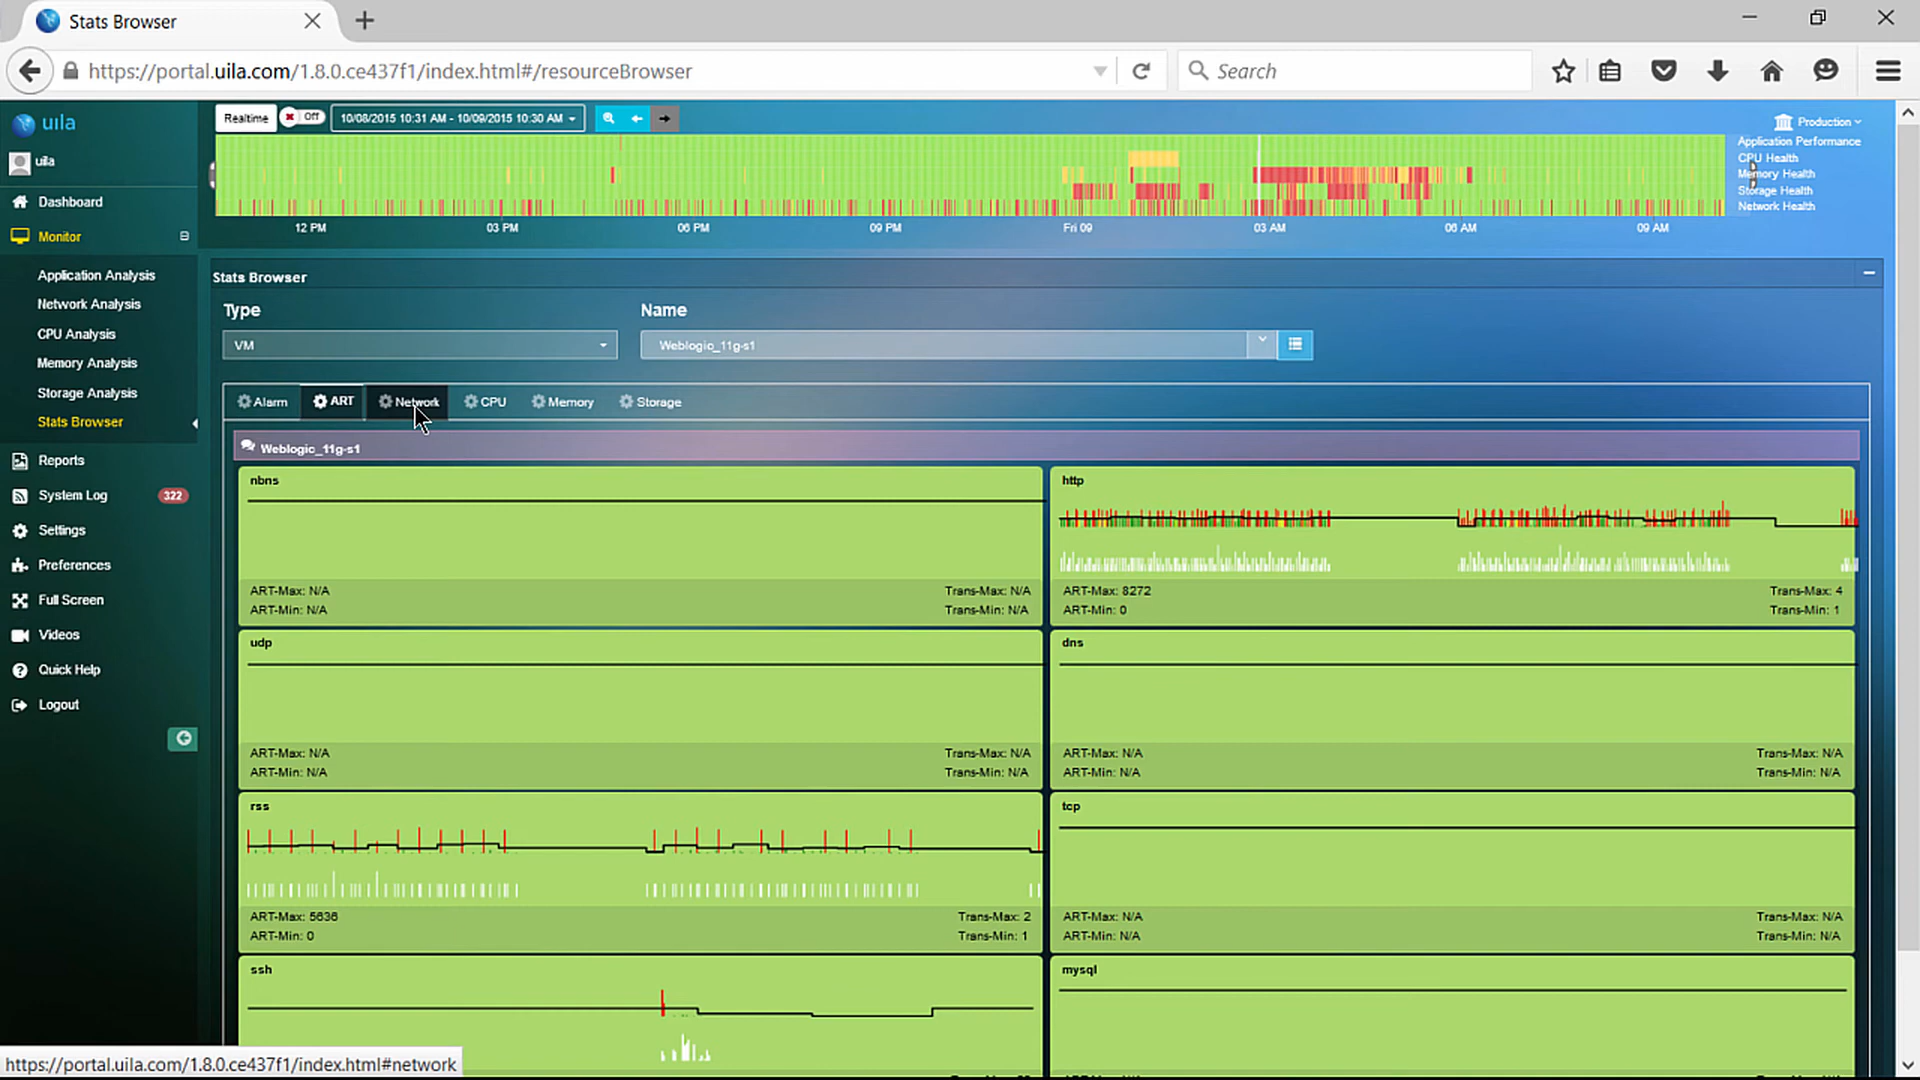 Stats Browser
https://portal.uila.com/1.8.0.ce437f1/index.html#/resourceBrowser
Search
uila
Realtime
Off
10/08/2015 10:31 AM - 10/09/2015 10:30 AM
Production
Application Performance
CPU Health
Memory Health
Storage Health
Network Health
12 PM
03 PM
06 PM
09 PM
Fri 09
03 AM
06 AM
09 AM
uila
Dashboard
Monitor
Application Analysis
Network Analysis
CPU Analysis
Memory Analysis
Storage Analysis
Stats Browser
Reports
System Log
322
Settings
Preferences
Full Screen
Videos
Quick Help
Logout
Stats Browser
Type
Name
VM
Weblogic_11g-s1
Alarm
ART
Network
CPU
Memory
Storage
Weblogic_11g-s1
nbns
ART-Max: N/A
Trans-Max: N/A
ART-Min: N/A
Trans-Min: N/A
http
ART-Max: 8272
Trans-Max: 4
ART-Min: 0
Trans-Min: 1
udp
ART-Max: N/A
Trans-Max: N/A
ART-Min: N/A
Trans-Min: N/A
dns
ART-Max: N/A
Trans-Max: N/A
ART-Min: N/A
Trans-Min: N/A
rss
ART-Max: 5636
Trans-Max: 2
ART-Min: 0
Trans-Min: 1
tcp
ART-Max: N/A
Trans-Max: N/A
ART-Min: N/A
Trans-Min: N/A
ssh
mysql
https://portal.uila.com/1.8.0.ce437f1/index.html#network